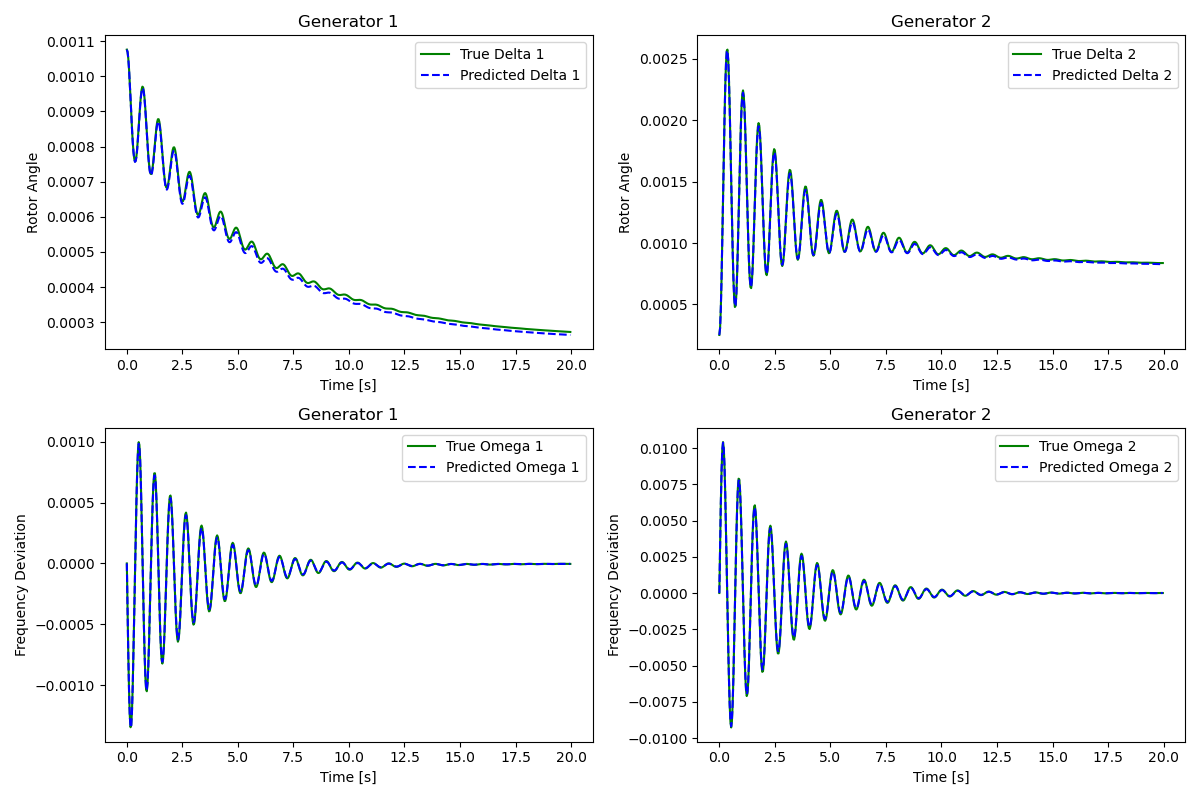 Generator 1
0.0011
0.0010
0.0009
0.0008
0.0007
0.0006
0.0005
0.0004
0.0003
Rotor Angle
True Delta 1
Predicted Delta 1
0.0 2.5 5.0 7.5 10.0 12.5 15.0 17.5 20.0
Time [s]
Generator 2
0.0025
0.0020
0.0015
0.0010
0.0005
Rotor Angle
True Delta 2
Predicted Delta 2
0.0 2.5 5.0 7.5 10.0 12.5 15.0 17.5 20.0
Time [s]
Generator 1
0.0010
0.0005
0.0000
−0.0005
−0.0010
Frequency Deviation
True Omega 1
Predicted Omega 1
0.0 2.5 5.0 7.5 10.0 12.5 15.0 17.5 20.0
Time [s]
Generator 2
0.0100
0.0075
0.0050
0.0025
0.0000
−0.0025
−0.0050
−0.0075
−0.0100
Frequency Deviation
True Omega 2
Predicted Omega 2
0.0 2.5 5.0 7.5 10.0 12.5 15.0 17.5 20.0
Time [s]